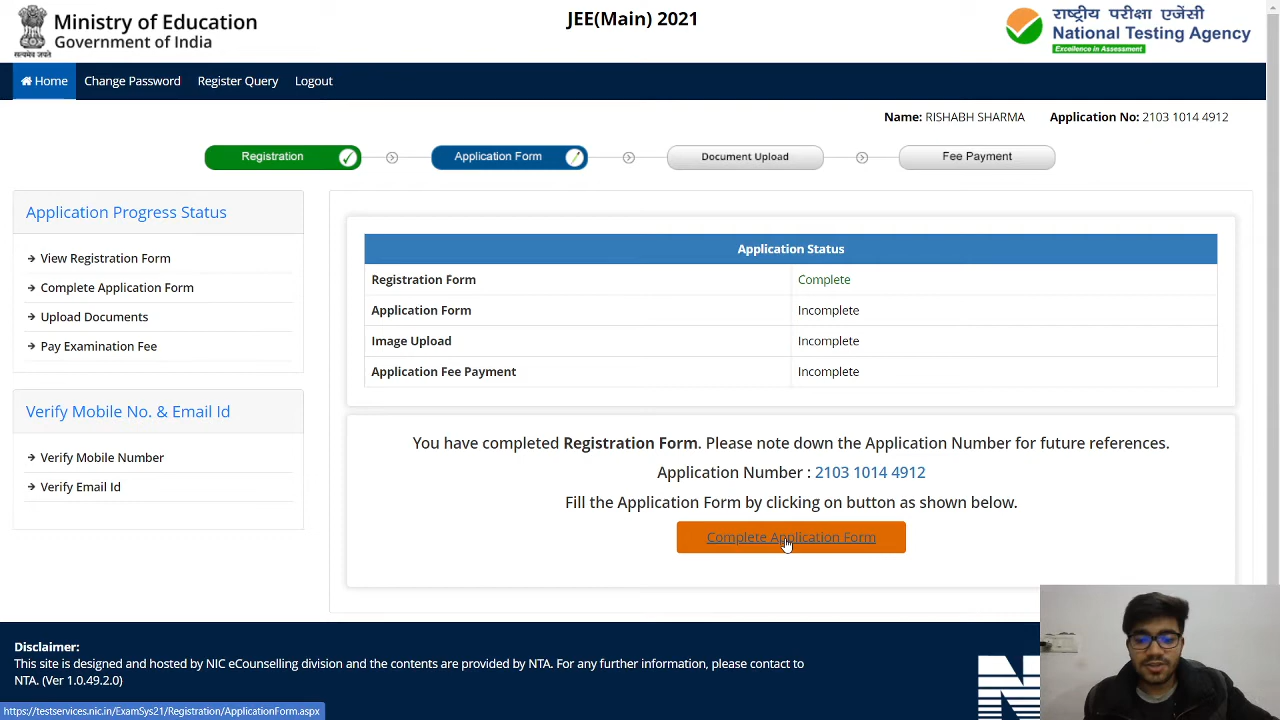 Ministry of Education
Government of India
सत्यमेव जयते
JEE(Main) 2021
राष्ट्रीय परीक्षा एजेंसी
National Testing Agency
Excellence in Assessment
Home Change Password Register Query Logout
Name: RISHABH SHARMA Application No: 2103 1014 4912
Registration Application Form Document Upload Fee Payment
Application Progress Status
View Registration Form
Complete Application Form
Upload Documents
Pay Examination Fee
Verify Mobile No. & Email Id
Verify Mobile Number
Verify Email Id
Application Status
Registration Form Complete
Application Form Incomplete
Image Upload Incomplete
Application Fee Payment Incomplete
You have completed Registration Form. Please note down the Application Number for future references.
Application Number : 2103 1014 4912
Fill the Application Form by clicking on button as shown below.
Complete Application Form
Disclaimer:
This site is designed and hosted by NIC eCounselling division and the contents are provided by NTA. For any further information, please contact to
NTA. (Ver 1.0.49.2.0)
https://testservices.nic.in/ExamSys21/Registration/ApplicationForm.aspx